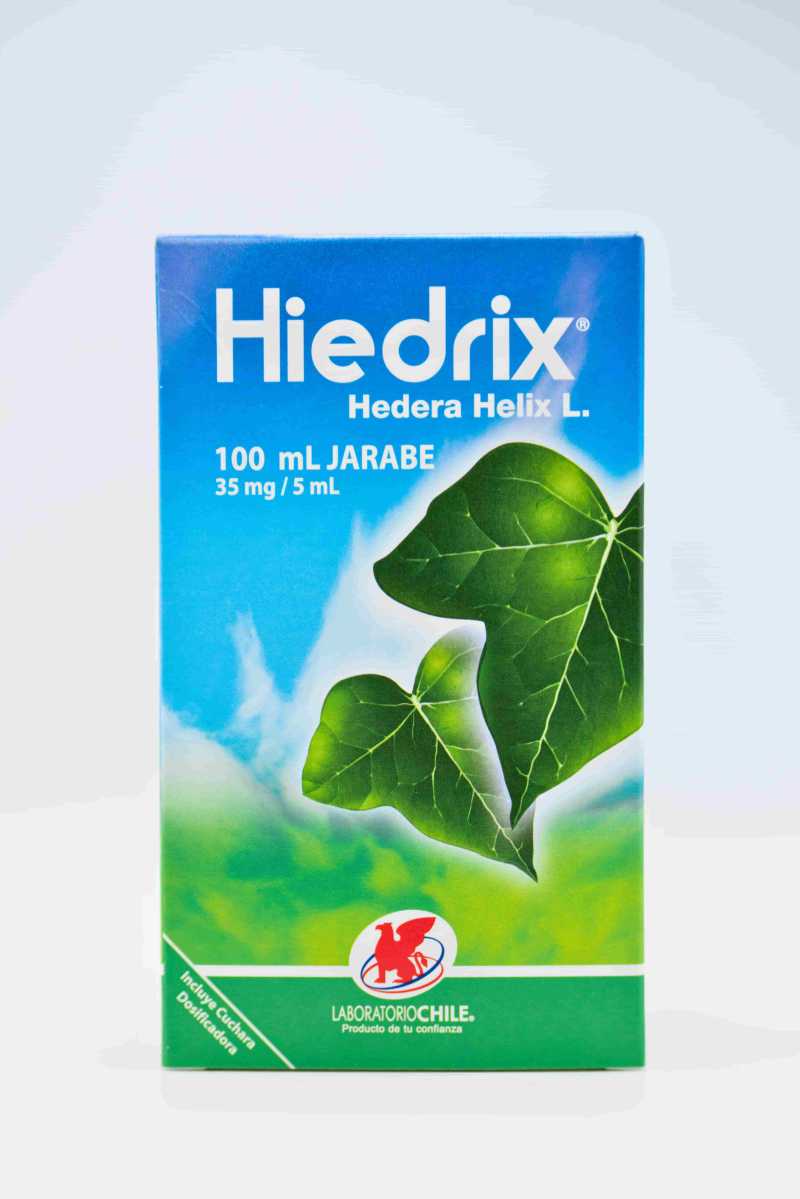 Hiedrix®
Hedera Helix L.
100 mL JARABE
35 mg / 5 mL
Incluye Cuchara
Dosificadora
LABORATORIOCHILE®
Producto de tu confianza